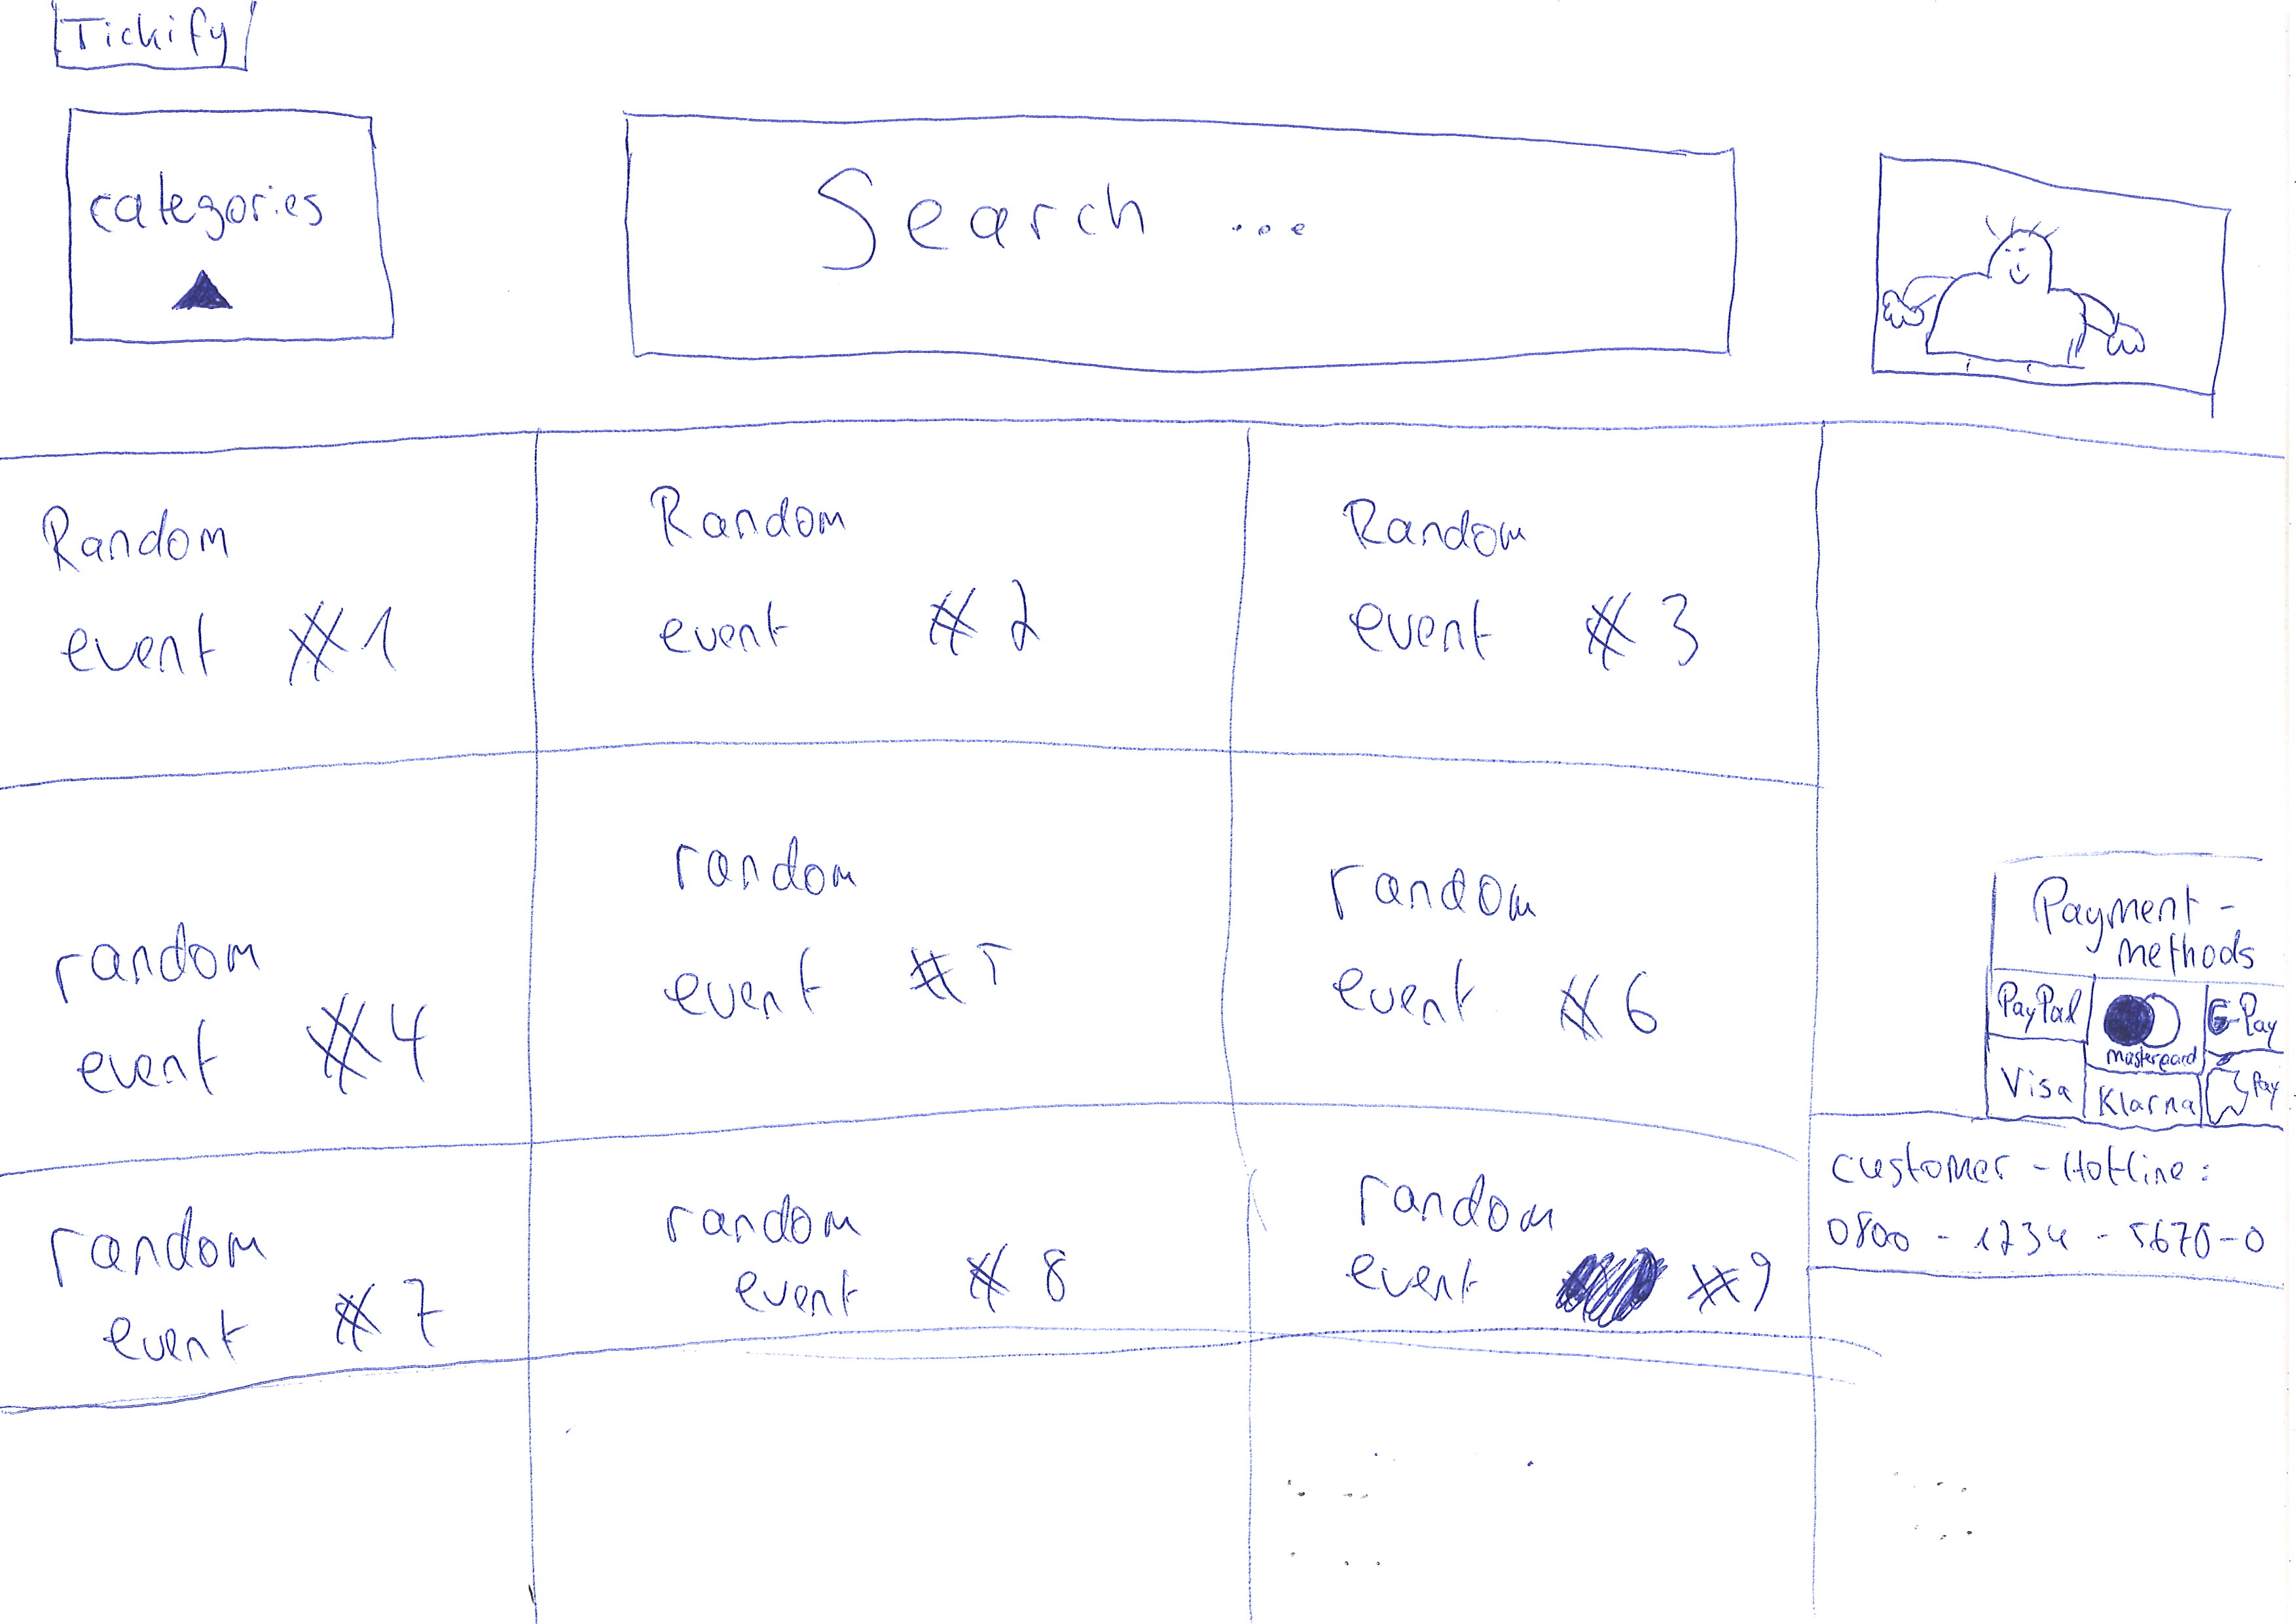 Tickify
categories
Search ...
Random
event #1
Random
event #2
Random
event #3
random
event #4
random
event #5
random
event #6
random
event #7
random
event #8
random
event #9
Payment-
methods
PayPal
mastercard
G-Pay
Visa
Klarna
Pay
customer-Hotline:
0800 - 1234 - 5678-0